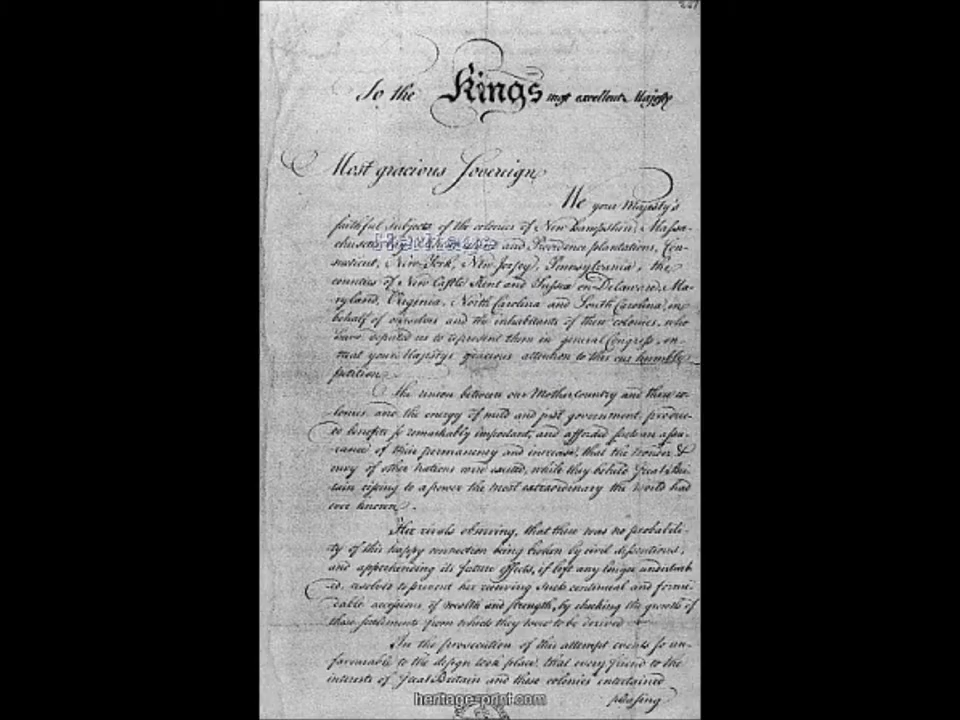 221
To the Kings most excellent Majesty
Most gracious Sovereign,
We your Majesty's
faithful subjects of the colonies of New Hampshire, Massa-
chusetts bay, Rhode island and Providence plantations, Con-
necticut, New-York, New-Jersey, Pennsylvania, the
counties of New Castle Kent and Sussex on Delaware, Ma-
ryland, Virginia, North Carolina and South Carolina, in
behalf of ourselves and the inhabitants of these colonies, who
have deputed us to represent them in general Congress, en-
treat your Majestys gracious attention to this our humble
petition.
The union between our Mother Country and these co-
lonies, and the energy of mild and just government, produc-
ed benefits so remarkably important, and afforded such an assu-
rance of their permanency and increase, that the wonder &
envy of other Nations were excited, while they beheld Great Bri-
tain rising to a power the most extraordinary the world had
ever known.
Her rivals observing, that there was no probabili-
ty of this happy connection being broken by civil dissentions,
and apprehending its future effects, if left any longer undisturb
ed, resolved to prevent her receiving such continual and formi-
dable accessions of wealth and strength, by checking the growth of
these settlements from which they were to be derived.
In the prosecution of this attempt events so un-
favourable to the design took place, that every friend to the
interests of Great Britain and these colonies entertained
pleasing
Heritage
heritage-print.com